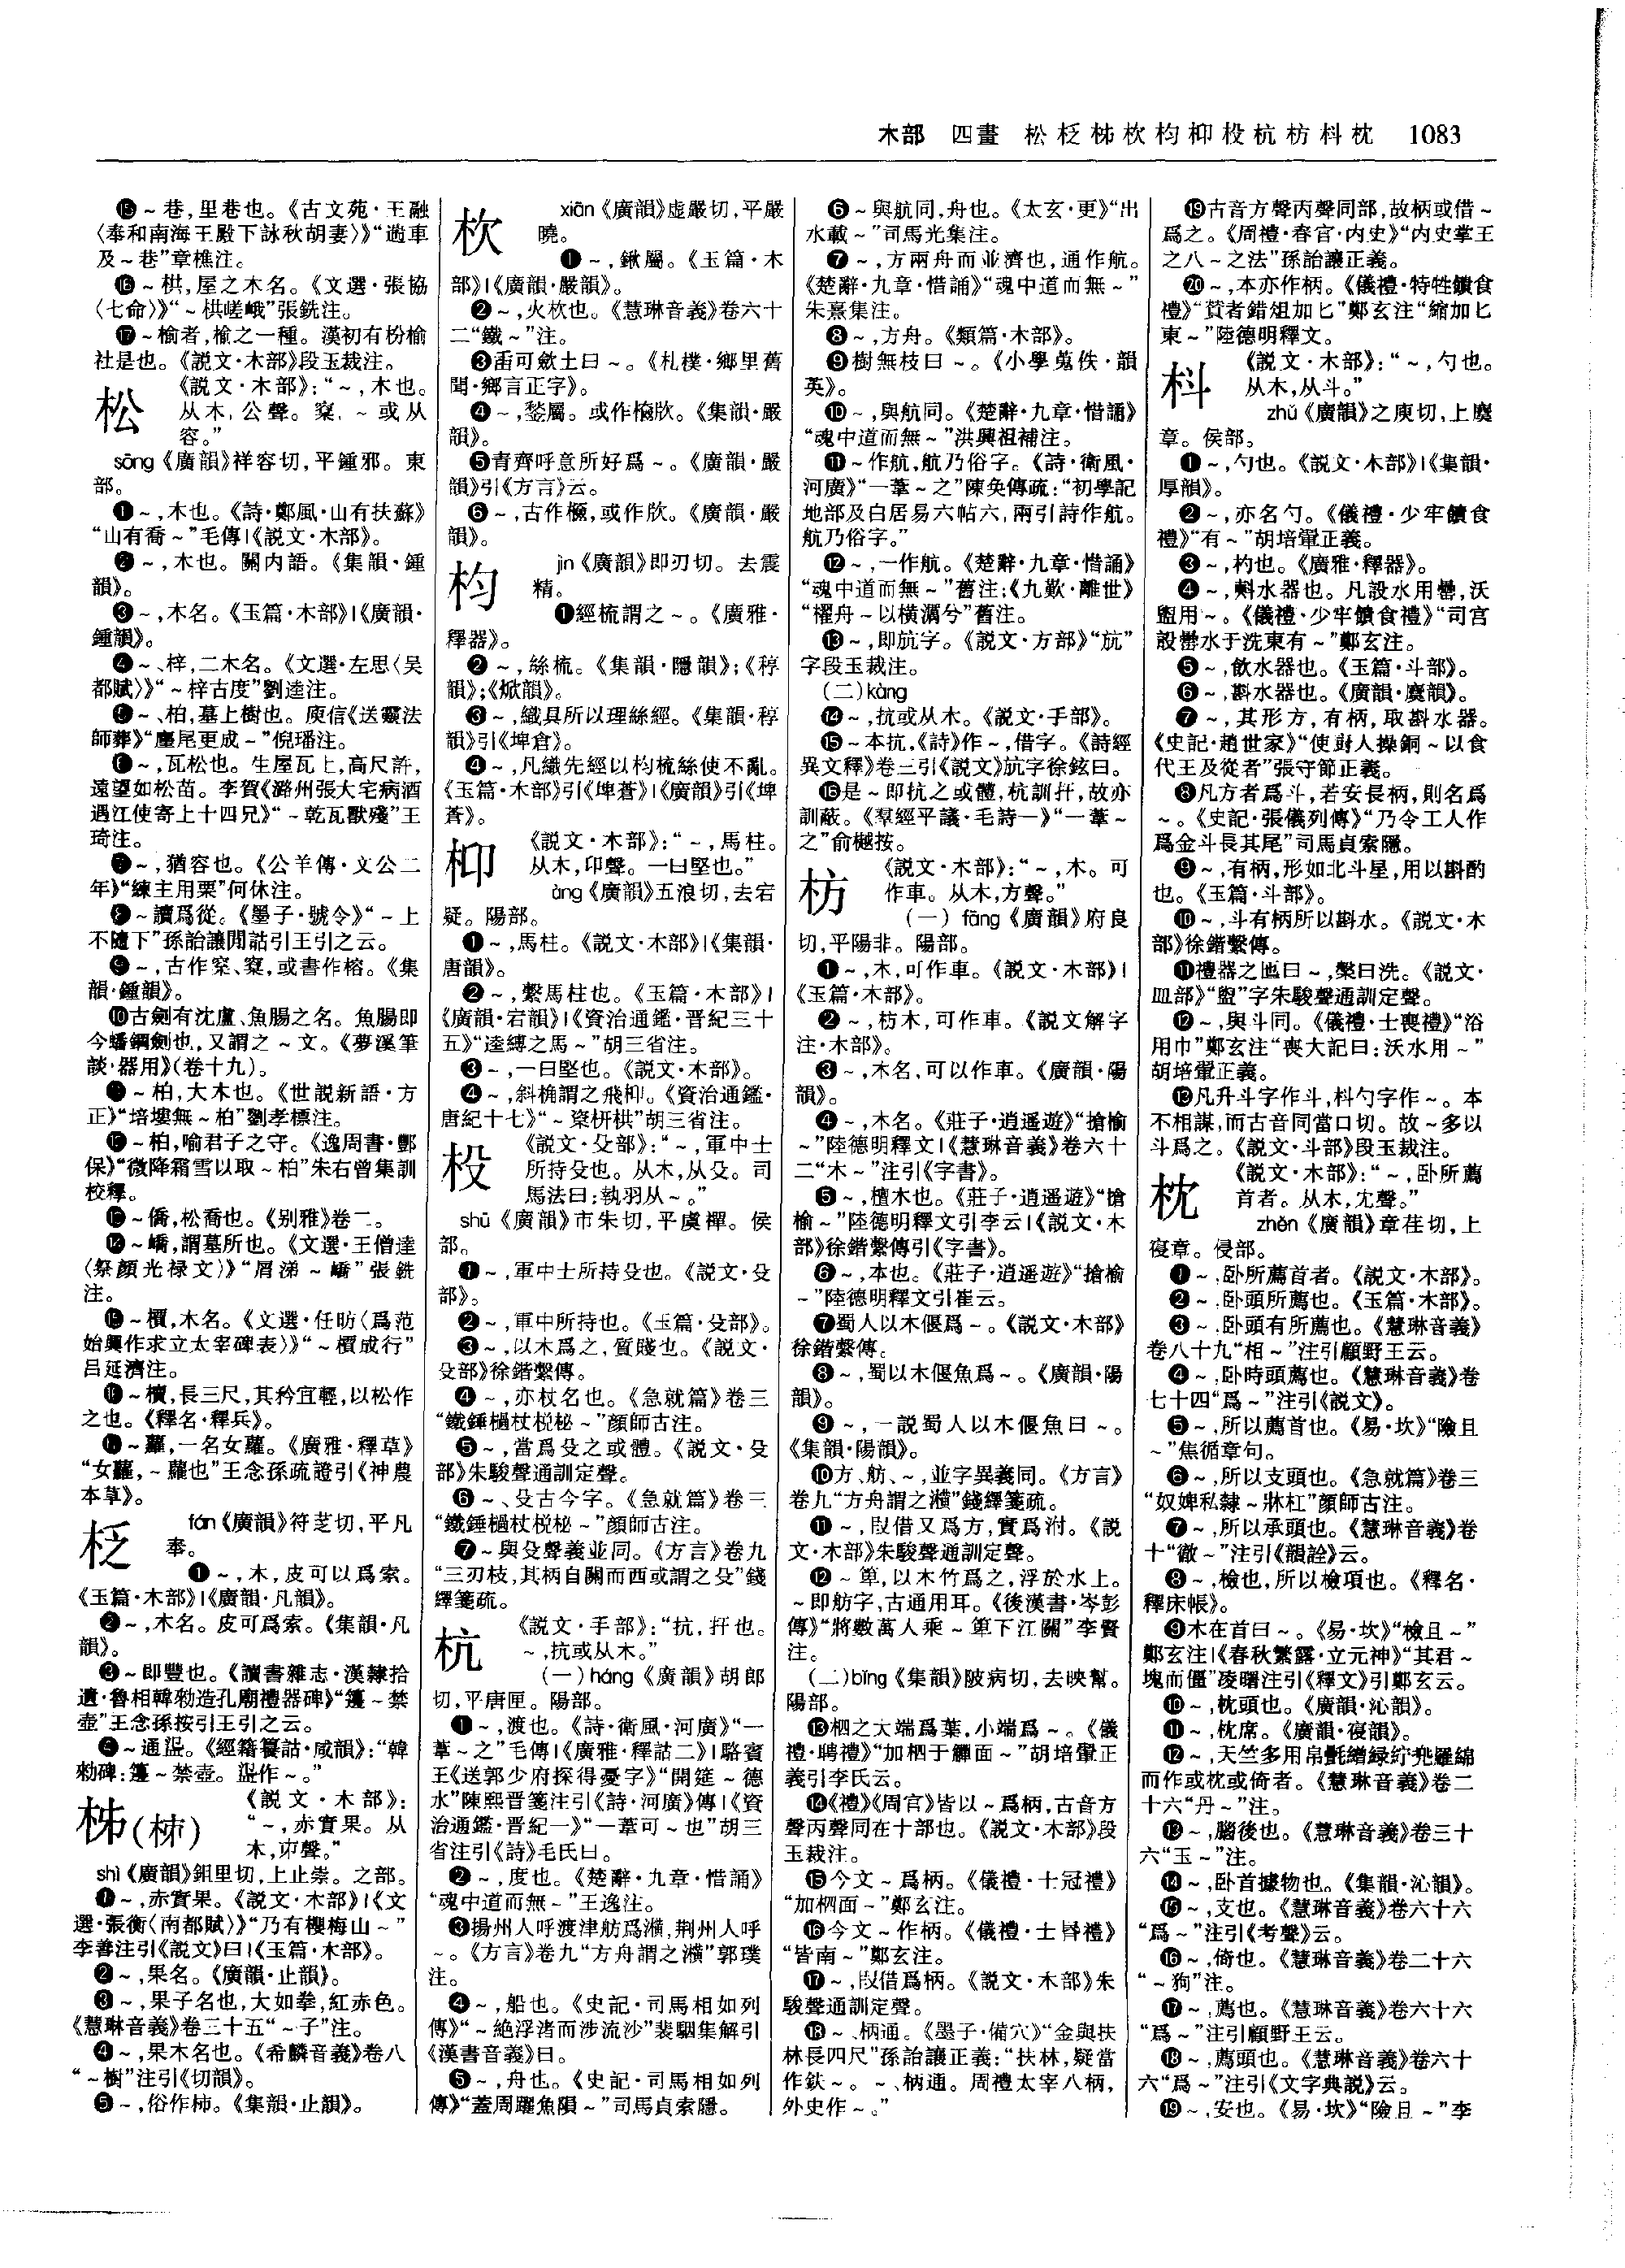 木部 四畫 松柉枾杴枃枊杸杭枋枓枕 1083
⓯～巷,里巷也。《古文苑·王融
〈奉和南海王殿下詠秋胡妻〉》“遒車
及～巷”章樵注。
⓰～栱,屋之木名。《文選·張協
〈七命〉》“～栱嵯峨”張銑注。
⓱～榆者,榆之一種。漢初有枌榆
社是也。《説文·木部》段玉裁注。
松
《説文·木部》:“～,木也。
从木,公聲。㮤,～或从
容。”
sōng《廣韻》祥容切,平鍾邪。東
部。
❶～,木也。《詩·鄭風·山有扶蘇》
“山有喬～”毛傳|《説文·木部》。
❷～,木也。關内語。《集韻·鍾
韻》。
❸～,木名。《玉篇·木部》|《廣韻·
鍾韻》。
❹～、梓,二木名。《文選·左思〈吴
都賦〉》“～梓古度”劉逵注。
❺～、柏,墓上樹也。庾信《送靈法
師葬》“塵尾更成～”倪璠注。
❻～,瓦松也。生屋瓦上,高尺許,
遠望如松苗。李賀《潞州張大宅病酒
遇江使寄上十四兄》“～乾瓦獸殘”王
琦注。
❼～,猶容也。《公羊傳·文公二
年》“練主用栗”何休注。
❽～讀爲從。《墨子·號令》“～上
不隨下”孫詒讓閒詁引王引之云。
❾～,古作㮤、㮤,或書作榕。《集
韻·鍾韻》。
❿古劍有沈盧、魚腸之名。魚腸即
今蟠鋼劍也,又謂之～文。《夢溪筆
談·器用》(卷十九)。
⓫～柏,大木也。《世説新語·方
正》“培塿無～柏”劉孝標注。
⓬～柏,喻君子之守。《逸周書·酆
保》“微降霜雪以取～柏”朱右曾集訓
校釋。
⓭～僑,松喬也。《别雅》卷二。
⓮～嶠,謂墓所也。《文選·王僧達
〈祭顔光禄文〉》“屑涕～嶠”張銑
注。
⓯～檟,木名。《文選·任昉〈爲范
始興作求立太宰碑表〉》“～檟成行”
吕延濟注。
⓰～櫝,長三尺,其矜宜輕,以松作
之也。《釋名·釋兵》。
⓱～蘿,一名女蘿。《廣雅·釋草》
“女蘿,～蘿也”王念孫疏證引《神農
本草》。
柉
fán《廣韻》符芝切,平凡
奉。
❶～,木,皮可以爲索。
《玉篇·木部》|《廣韻·凡韻》。
❷～,木名。皮可爲索。《集韻·凡
韻》。
❸～即豐也。《讀書雜志·漢隸拾
遺·魯相韓勑造孔廟禮器碑》“籩～禁
壺”王念孫按引王引之云。
❹～通𥁃。《經籍籑詁·咸韻》:“韓
勑碑:籩～禁壺。𥁃作～。”
枾(柹)
《説文·木部》:
“～,赤實果。从
木,𠂔聲。”
shì《廣韻》鉏里切,上止崇。之部。
❶～,赤實果。《説文·木部》|《文
選·張衡〈南都賦〉》“乃有櫻梅山～”
李善注引《説文》曰|《玉篇·木部》。
❷～,果名。《廣韻·止韻》。
❸～,果子名也,大如拳,紅赤色。
《慧琳音義》卷三十五“～子”注。
❹～,果木名也。《希麟音義》卷八
“～樹”注引《切韻》。
❺～,俗作柿。《集韻·止韻》。
杴
xiān《廣韻》虚嚴切,平嚴
曉。
❶～,鍬屬。《玉篇·木
部》|《廣韻·嚴韻》。
❷～,火杴也。《慧琳音義》卷六十
二“鐵～”注。
❸臿可斂土曰～。《札樸·鄉里舊
聞·鄉言正字》。
❹～,鍫屬。或作㰹㰸。《集韻·嚴
韻》。
❺青齊呼意所好爲～。《廣韻·嚴
韻》引《方言》云。
❻～,古作㰹,或作㰸。《廣韻·嚴
韻》。
枃
jìn《廣韻》即刃切。去震
精。
❶經梳謂之～。《廣雅·
釋器》。
❷～,絲梳。《集韻·隱韻》;《稕
韻》;《焮韻》。
❸～,織具所以理絲經。《集韻·稕
韻》引《埤倉》。
❹～,凡織先經以枃梳絲使不亂。
《玉篇·木部》引《埤蒼》|《廣韻》引《埤
蒼》。
枊
《説文·木部》:“～,馬柱。
从木,卬聲。一曰堅也。”
àng《廣韻》五浪切,去宕
疑。陽部。
❶～,馬柱。《説文·木部》|《集韻·
唐韻》。
❷～,繫馬柱也。《玉篇·木部》|
《廣韻·宕韻》|《資治通鑑·晋紀三十
五》“逵縛之馬～”胡三省注。
❸～,一曰堅也。《説文·木部》。
❹～,斜桷謂之飛枊。《資治通鑑·
唐紀十七》“～楶栟栱”胡三省注。
杸
《説文·殳部》:“～,軍中士
所持殳也。从木,从殳。司
馬法曰:執羽从～。”
shū《廣韻》市朱切,平虞禪。侯
部。
❶～,軍中士所持殳也。《説文·殳
部》。
❷～,軍中所持也。《玉篇·殳部》。
❸～,以木爲之,質賤也。《説文·
殳部》徐鍇繫傳。
❹～,亦杖名也。《急就篇》卷三
“鐵錘檛杖棁柲～”顔師古注。
❺～,當爲殳之或體。《説文·殳
部》朱駿聲通訓定聲。
❻～、殳古今字。《急就篇》卷三
“鐵錘檛杖棁柲～”顔師古注。
❼～與殳聲義並同。《方言》卷九
“三刃枝,其柄自關而西或謂之殳”錢
繹箋疏。
杭
《説文·手部》:“抗,扞也。
～,抗或从木。”
(一)háng《廣韻》胡郎
切,平唐匣。陽部。
❶～,渡也。《詩·衛風·河廣》“一
葦～之”毛傳|《廣雅·釋詁二》|駱賓
王《送郭少府探得憂字》“開筵～德
水”陳熙晋箋注引《詩·河廣》傳|《資
治通鑑·晋紀一》“一葦可～也”胡三
省注引《詩》毛氏曰。
❷～,度也。《楚辭·九章·惜誦》
“魂中道而無～”王逸注。
❸揚州人呼渡津舫爲㶇,荆州人呼
～。《方言》卷九“方舟謂之㶇”郭璞
注。
❹～,船也。《史記·司馬相如列
傳》“～絶浮渚而涉流沙”裴駰集解引
《漢書音義》曰。
❺～,舟也。《史記·司馬相如列
傳》“蓋周躍魚隕～”司馬貞索隱。
❻～與航同,舟也。《太玄·更》“出
水載～”司馬光集注。
❼～,方兩舟而並濟也,通作航。
《楚辭·九章·惜誦》“魂中道而無～”
朱熹集注。
❽～,方舟。《類篇·木部》。
❾樹無枝曰～。《小學蒐佚·韻
英》。
❿～,與航同。《楚辭·九章·惜誦》
“魂中道而無～”洪興祖補注。
⓫～作航,航乃俗字。《詩·衛風·
河廣》“一葦～之”陳奂傳疏:“初學記
地部及白居易六帖六,兩引詩作航。
航乃俗字。”
⓬～,一作航。《楚辭·九章·惜誦》
“魂中道而無～”舊注;《九歎·離世》
“櫂舟～以横濿兮”舊注。
⓭～,即斻字。《説文·方部》“斻”
字段玉裁注。
(二)kàng
⓮～,抗或从木。《説文·手部》。
⓯～本抗,《詩》作～,借字。《詩經
異文釋》卷三引《説文》斻字徐鉉曰。
⓰是～即抗之或體,杭訓扞,故亦
訓蔽。《羣經平議·毛詩一》“一葦～
之”俞樾按。
枋
《説文·木部》:“～,木。可
作車。从木,方聲。”
(一)fāng《廣韻》府良
切,平陽非。陽部。
❶～,木,可作車。《説文·木部》|
《玉篇·木部》。
❷～,枋木,可作車。《説文解字
注·木部》。
❸～,木名,可以作車。《廣韻·陽
韻》。
❹～,木名。《莊子·逍遥遊》“搶榆
～”陸德明釋文|《慧琳音義》卷六十
二“木～”注引《字書》。
❺～,檀木也。《莊子·逍遥遊》“搶
榆～”陸德明釋文引李云|《説文·木
部》徐鍇繫傳引《字書》。
❻～,本也。《莊子·逍遥遊》“搶榆
～”陸德明釋文引崔云。
❼蜀人以木偃爲～。《説文·木部》
徐鍇繫傳。
❽～,蜀以木偃魚爲～。《廣韻·陽
韻》。
❾～,一説蜀人以木偃魚曰～。
《集韻·陽韻》。
❿方、舫、～,並字異義同。《方言》
卷九“方舟謂之㶇”錢繹箋疏。
⓫～,叚借又爲方,實爲泭。《説
文·木部》朱駿聲通訓定聲。
⓬～箄,以木竹爲之,浮於水上。
～即舫字,古通用耳。《後漢書·岑彭
傳》“將數萬人乘～箄下江關”李賢
注。
(二)bǐng《集韻》陂病切,去映幫。
陽部。
⓭柶之大端爲葉,小端爲～。《儀
禮·聘禮》“加柶于觶面～”胡培翬正
義引李氏云。
⓮《禮》《周官》皆以～爲柄,古音方
聲丙聲同在十部也。《説文·木部》段
玉裁注。
⓯今文～爲柄。《儀禮·士冠禮》
“加柶面～”鄭玄注。
⓰今文～作柄。《儀禮·士昏禮》
“皆南～”鄭玄注。
⓱～,叚借爲柄。《説文·木部》朱
駿聲通訓定聲。
⓲～、柄通。《墨子·備穴》“金與扶
林長四尺”孫詒讓正義:“扶林,疑當
作鈇～。～、柄通。周禮太宰八柄,
外史作～。”
⓳古音方聲丙聲同部,故柄或借～
爲之。《周禮·春官·内史》“内史掌王
之八～之法”孫詒讓正義。
⓴～,本亦作柄。《儀禮·特牲饋食
禮》“贊者錯俎加匕”鄭玄注“縮加匕
東～”陸德明釋文。
枓
《説文·木部》:“～,勺也。
从木,从斗。”
zhǔ《廣韻》之庾切,上麌
章。侯部。
❶～,勺也。《説文·木部》|《集韻·
厚韻》。
❷～,亦名勺。《儀禮·少牢饋食
禮》“有～”胡培翬正義。
❸～,杓也。《廣雅·釋器》。
❹～,㪺水器也。凡設水用罍,沃
盥用～。《儀禮·少牢饋食禮》“司宫
設罍水于洗東有～”鄭玄注。
❺～,飲水器也。《玉篇·斗部》。
❻～,斟水器也。《廣韻·麌韻》。
❼～,其形方,有柄,取斟水器。
《史記·趙世家》“使厨人操銅～以食
代王及從者”張守節正義。
❽凡方者爲斗,若安長柄,則名爲
～。《史記·張儀列傳》“乃令工人作
爲金斗長其尾”司馬貞索隱。
❾～,有柄,形如北斗星,用以斟酌
也。《玉篇·斗部》。
❿～,斗有柄所以斟水。《説文·木
部》徐鍇繫傳。
⓫禮器之匜曰～,槃曰洗。《説文·
皿部》“盥”字朱駿聲通訓定聲。
⓬～,與斗同。《儀禮·士喪禮》“浴
用巾”鄭玄注“喪大記曰:沃水用～”
胡培翬正義。
⓭凡升斗字作斗,枓勺字作～。本
不相謀,而古音同當口切。故～多以
斗爲之。《説文·斗部》段玉裁注。
枕
《説文·木部》:“～,卧所薦
首者。从木,冘聲。”
zhěn《廣韻》章荏切,上
寑章。侵部。
❶～,卧所薦首者。《説文·木部》。
❷～,卧頭所薦也。《玉篇·木部》。
❸～,卧頭有所薦也。《慧琳音義》
卷八十九“相～”注引顧野王云。
❹～,卧時頭薦也。《慧琳音義》卷
七十四“爲～”注引《説文》。
❺～,所以薦首也。《易·坎》“險且
～”焦循章句。
❻～,所以支頭也。《急就篇》卷三
“奴婢私隸～牀杠”顔師古注。
❼～,所以承頭也。《慧琳音義》卷
十“徹～”注引《韻詮》云。
❽～,檢也,所以檢項也。《釋名·
釋床帳》。
❾木在首曰～。《易·坎》“檢且～”
鄭玄注|《春秋繁露·立元神》“其君～
塊而僵”凌曙注引《釋文》引鄭玄云。
❿～,枕頭也。《廣韻·沁韻》。
⓫～,枕席。《廣韻·寑韻》。
⓬～,天竺多用帛氎繒緑紵㲲羅綿
而作或枕或倚者。《慧琳音義》卷二
十六“丹～”注。
⓭～,腦後也。《慧琳音義》卷三十
六“玉～”注。
⓮～,卧首據物也。《集韻·沁韻》。
⓯～,支也。《慧琳音義》卷六十六
“爲～”注引《考聲》云。
⓰～,倚也。《慧琳音義》卷二十六
“～狗”注。
⓱～,薦也。《慧琳音義》卷六十六
“爲～”注引顧野王云。
⓲～,薦頭也。《慧琳音義》卷六十
六“爲～”注引《文字典説》云。
⓳～,安也。《易·坎》“險且～”李